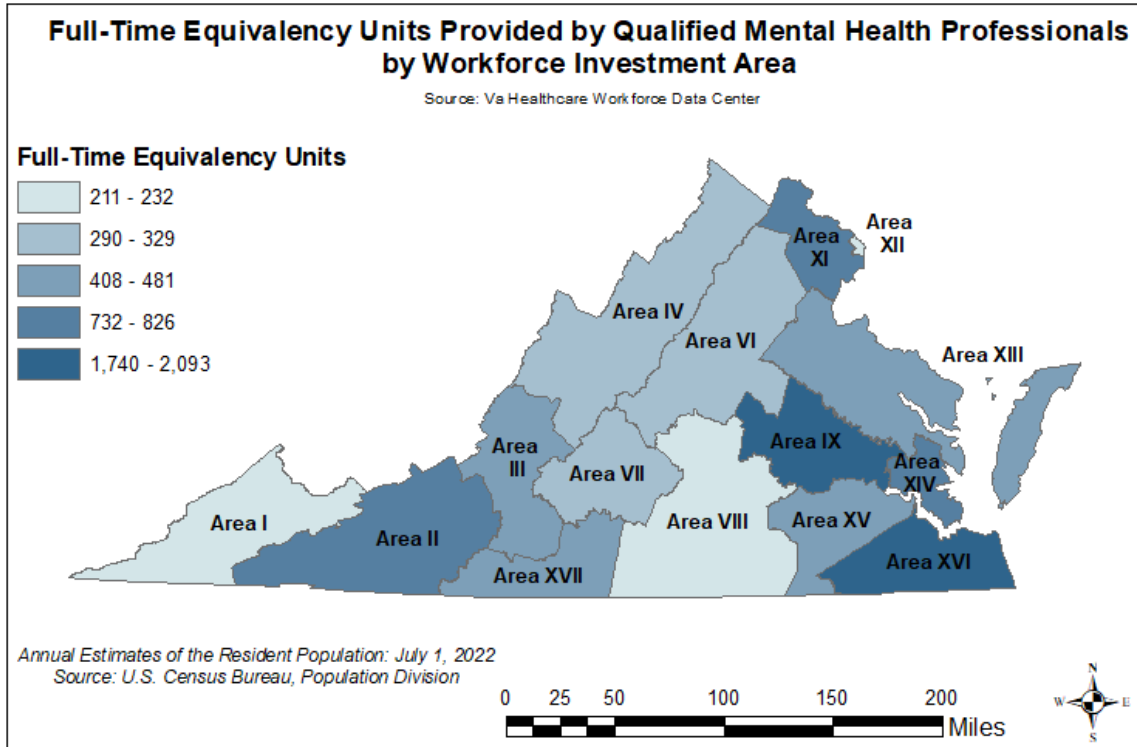 Full-Time Equivalency Units Provided by Qualified Mental Health Professionals
by Workforce Investment Area
Source: Va Healthcare Workforce Data Center
Full-Time Equivalency Units
211 - 232
290 - 329
408 - 481
732 - 826
1,740 - 2,093
Area
XII
Area
XI
Area IV
Area VI
Area XIII
Area
III
Area IX
Area VII
Area
XIV
Area I
Area II
Area VIII
Area XV
Area XVII
Area XVI
Annual Estimates of the Resident Population: July 1, 2022
Source: U.S. Census Bureau, Population Division
0 25 50 100 150 200
Miles
N
W E
S